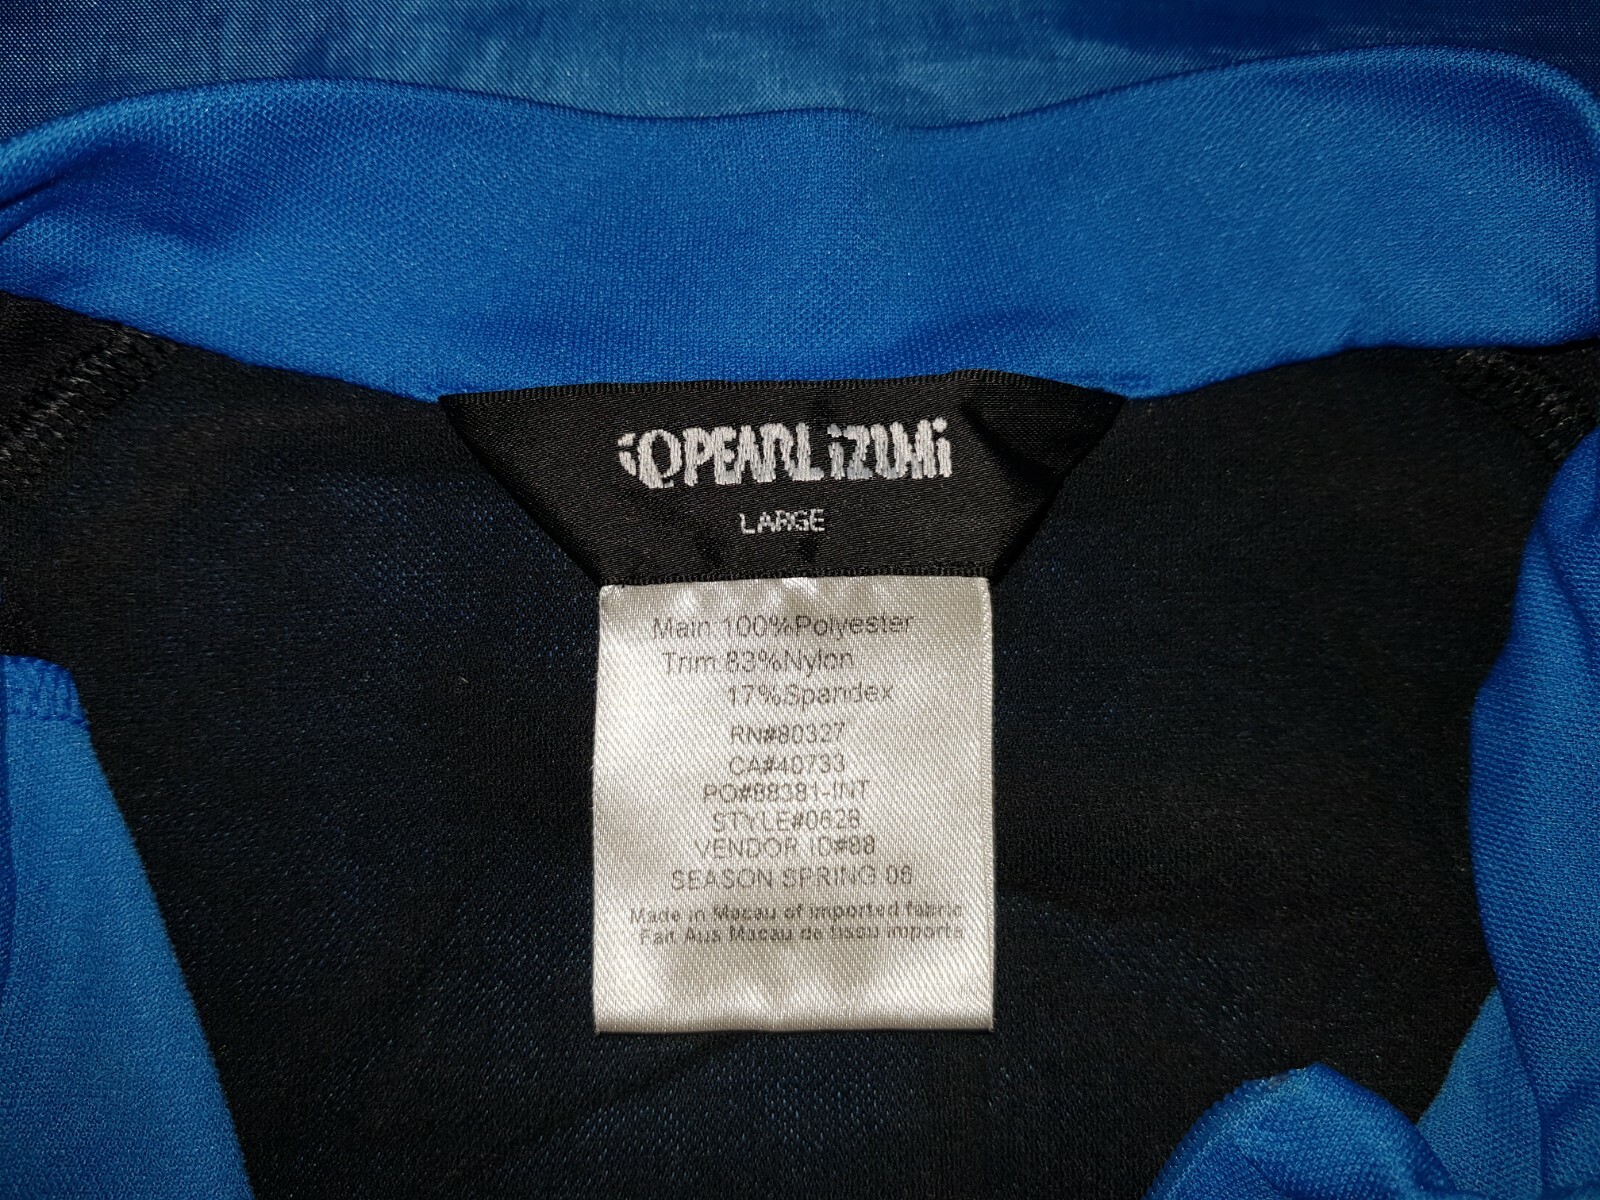 PEARL iZUMi
LARGE
Main 100%Polyester
Trim 83%Nylon
17%Spandex
RN#80327
CA#40733
PO#88381-INT
STYLE#0628
VENDOR ID#88
SEASON SPRING 06
Made in Macau of imported fabric
Fait Aus Macau de tissu importe